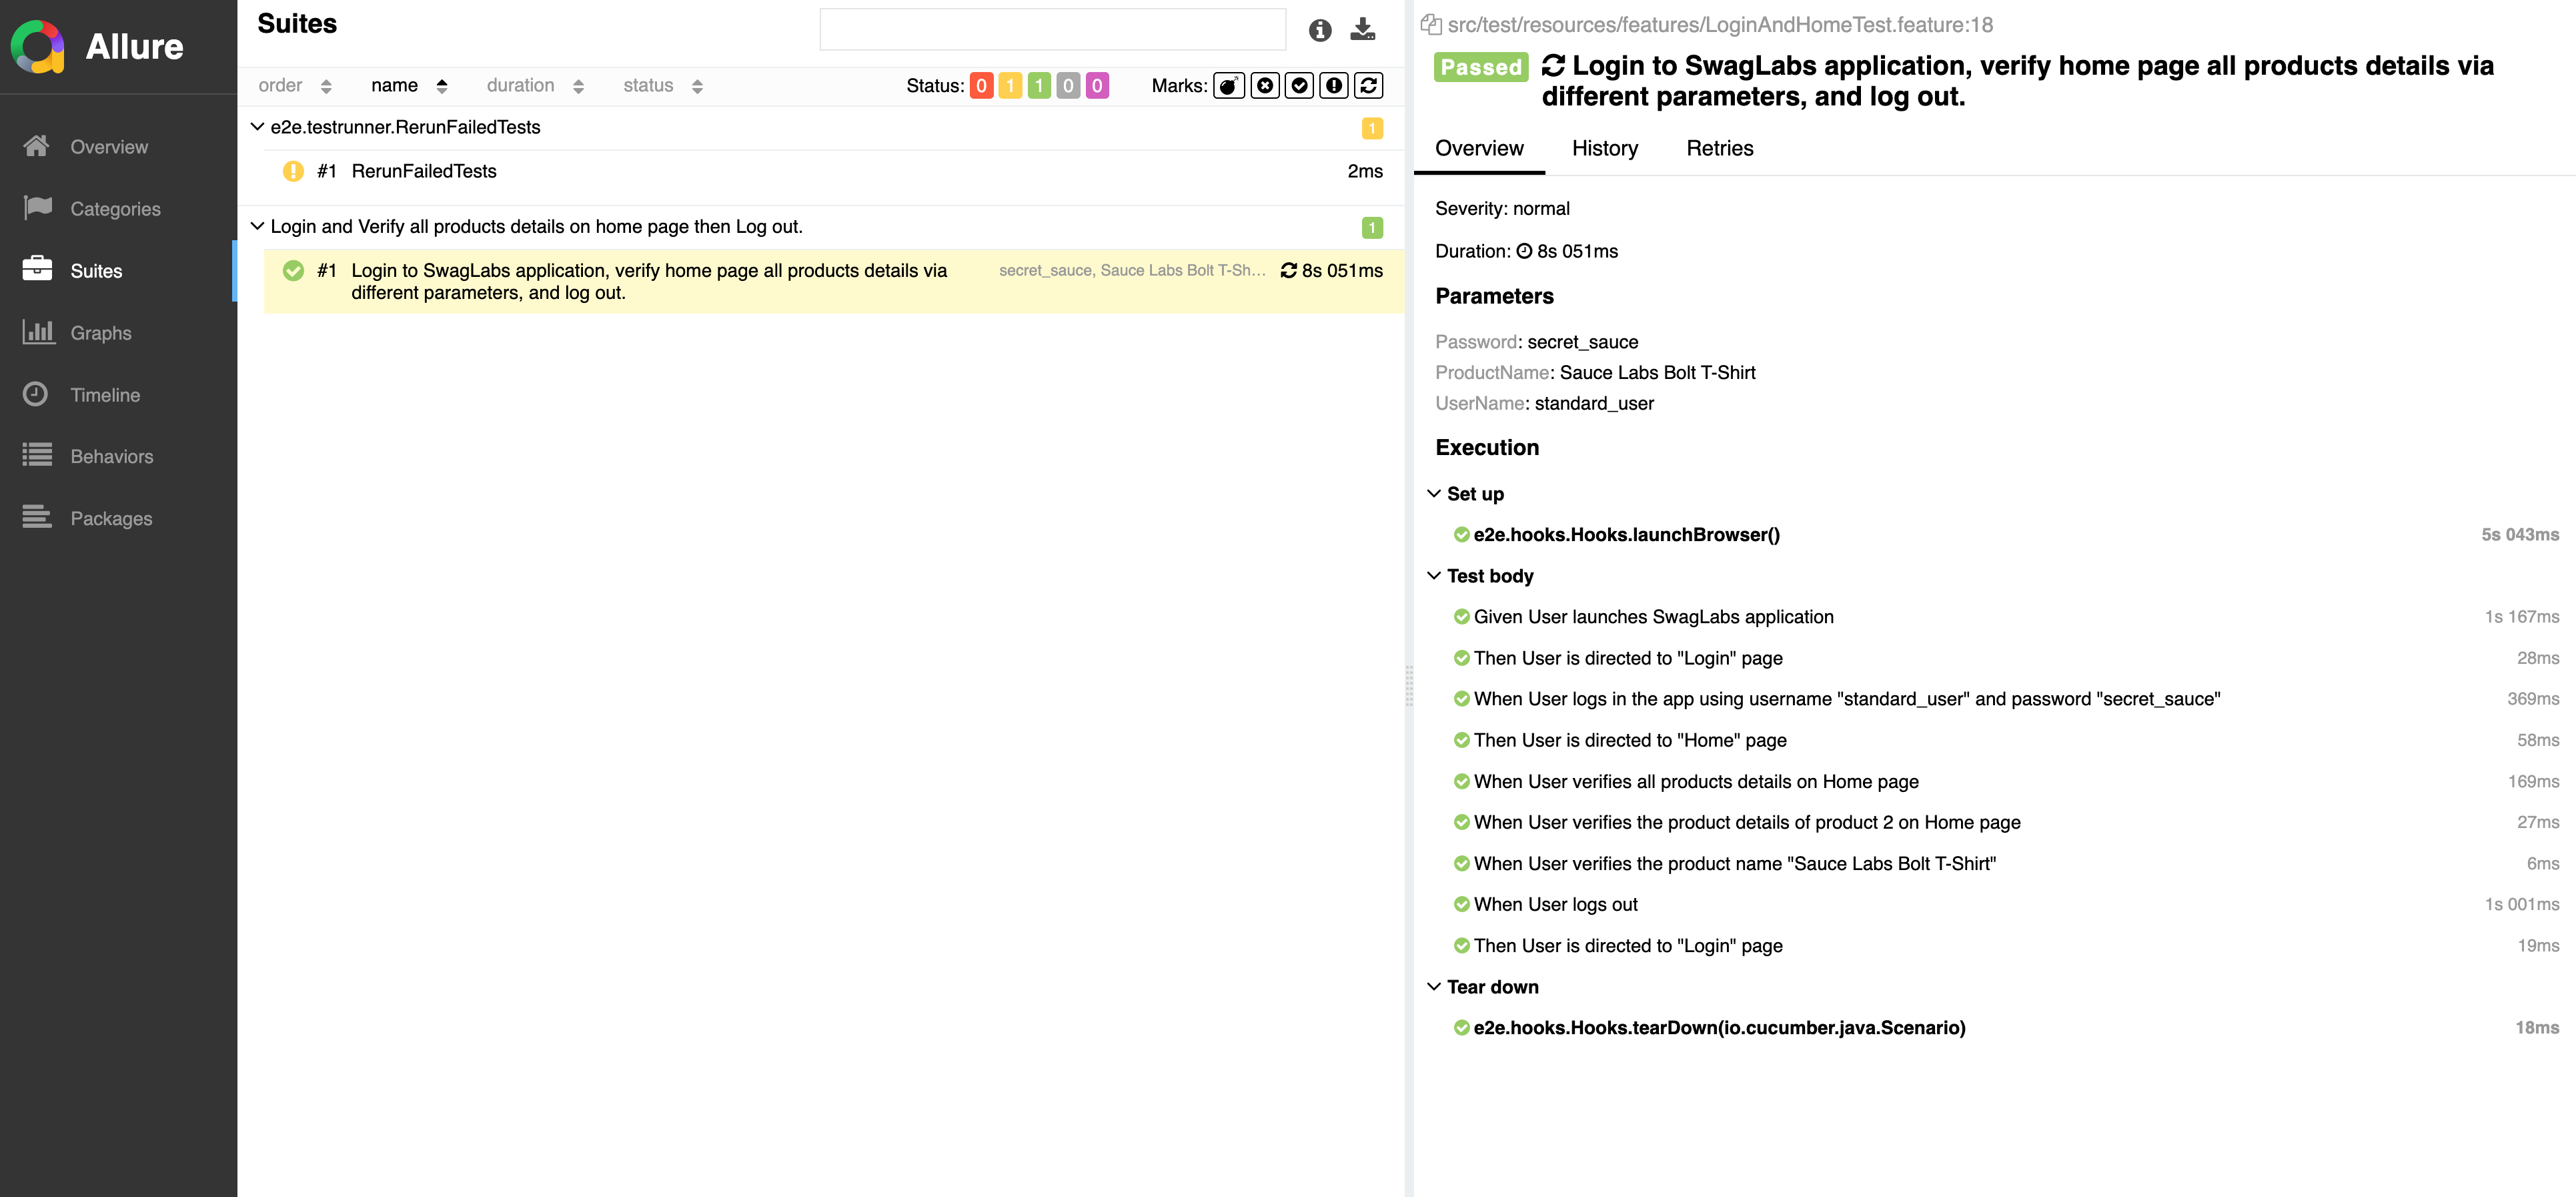 Allure
Overview
Categories
Suites
Graphs
Timeline
Behaviors
Packages
Suites
order name duration status Status: 0 1 1 0 0 Marks:
e2e.testrunner.RerunFailedTests 1
#1 RerunFailedTests 2ms
Login and Verify all products details on home page then Log out. 1
#1 Login to SwagLabs application, verify home page all products details via secret_sauce, Sauce Labs Bolt T-Sh... 8s 051ms
different parameters, and log out.
src/test/resources/features/LoginAndHomeTest.feature:18
Passed Login to SwagLabs application, verify home page all products details via
different parameters, and log out.
Overview History Retries
Severity: normal
Duration: 8s 051ms
Parameters
Password: secret_sauce
ProductName: Sauce Labs Bolt T-Shirt
UserName: standard_user
Execution
Set up
e2e.hooks.Hooks.launchBrowser() 5s 043ms
Test body
Given User launches SwagLabs application 1s 167ms
Then User is directed to "Login" page 28ms
When User logs in the app using username "standard_user" and password "secret_sauce" 369ms
Then User is directed to "Home" page 58ms
When User verifies all products details on Home page 169ms
When User verifies the product details of product 2 on Home page 27ms
When User verifies the product name "Sauce Labs Bolt T-Shirt" 6ms
When User logs out 1s 001ms
Then User is directed to "Login" page 19ms
Tear down
e2e.hooks.Hooks.tearDown(io.cucumber.java.Scenario) 18ms